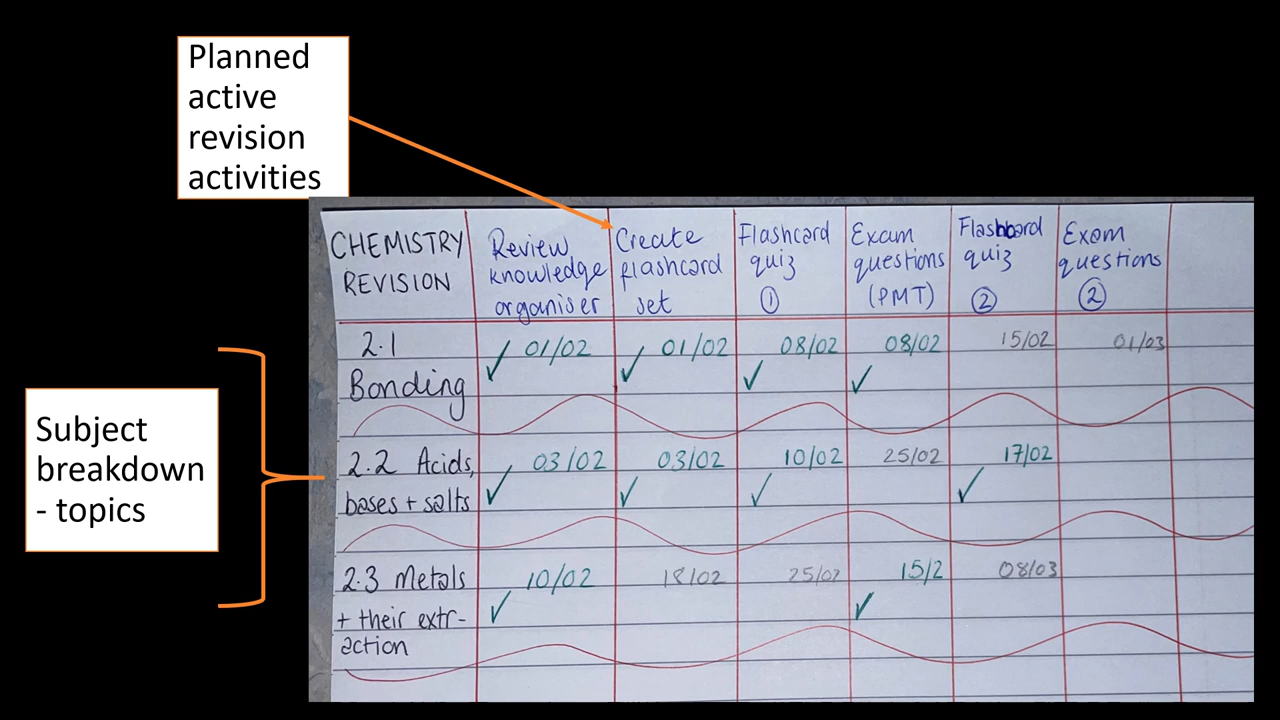 Planned
active
revision
activities
Subject
breakdown
- topics
CHEMISTRY
REVISION
Review
knowledge
organiser
Create
flashcard
set
Flashcard
quiz
①
Exam
questions
(PMT)
Flashcard
quiz
②
Exam
questions
②
2.1
Bonding
✓ 01/02
✓ 01/02
08/02
✓
08/02
✓
15/02
01/03
2.2 Acids,
bases + salts
03/02
✓
03/02
✓
10/02
✓
25/02
17/02
✓
2.3 Metals
+ their extr-
action
10/02
✓
18/02
25/02
15/2
✓
08/03